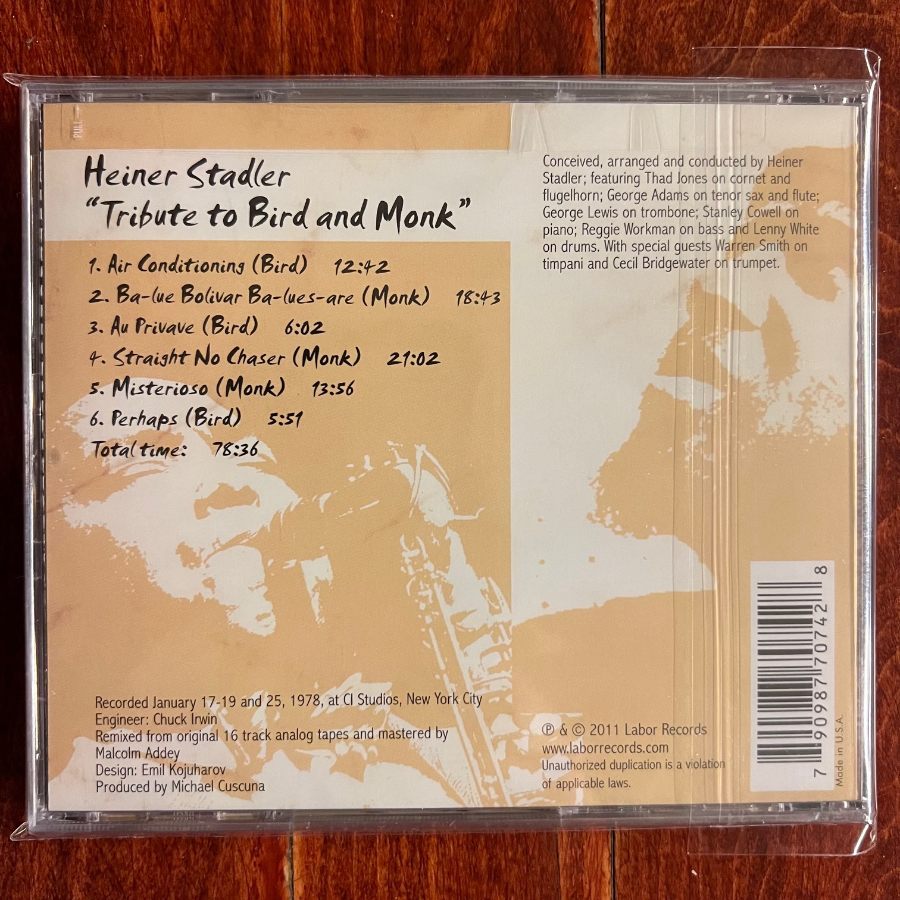 PULL
Heiner Stadler
“Tribute to Bird and Monk”
1. Air Conditioning (Bird) 12:42
2. Ba-lue Bolivar Ba-lues-are (Monk) 18:43
3. Au Privave (Bird) 6:02
4. Straight No Chaser (Monk) 21:02
5. Misterioso (Monk) 13:56
6. Perhaps (Bird) 5:51
Total time: 78:36
Conceived, arranged and conducted by Heiner
Stadler; featuring Thad Jones on cornet and
flugelhorn; George Adams on tenor sax and flute;
George Lewis on trombone; Stanley Cowell on
piano; Reggie Workman on bass and Lenny White
on drums. With special guests Warren Smith on
timpani and Cecil Bridgewater on trumpet.
Recorded January 17-19 and 25, 1978, at CI Studios, New York City
Engineer: Chuck Irwin
Remixed from original 16 track analog tapes and mastered by
Malcolm Addey
Design: Emil Kojuharov
Produced by Michael Cuscuna
℗ & © 2011 Labor Records
www.laborrecords.com
Unauthorized duplication is a violation
of applicable laws.
7 90987 70742 8
Made in U.S.A.